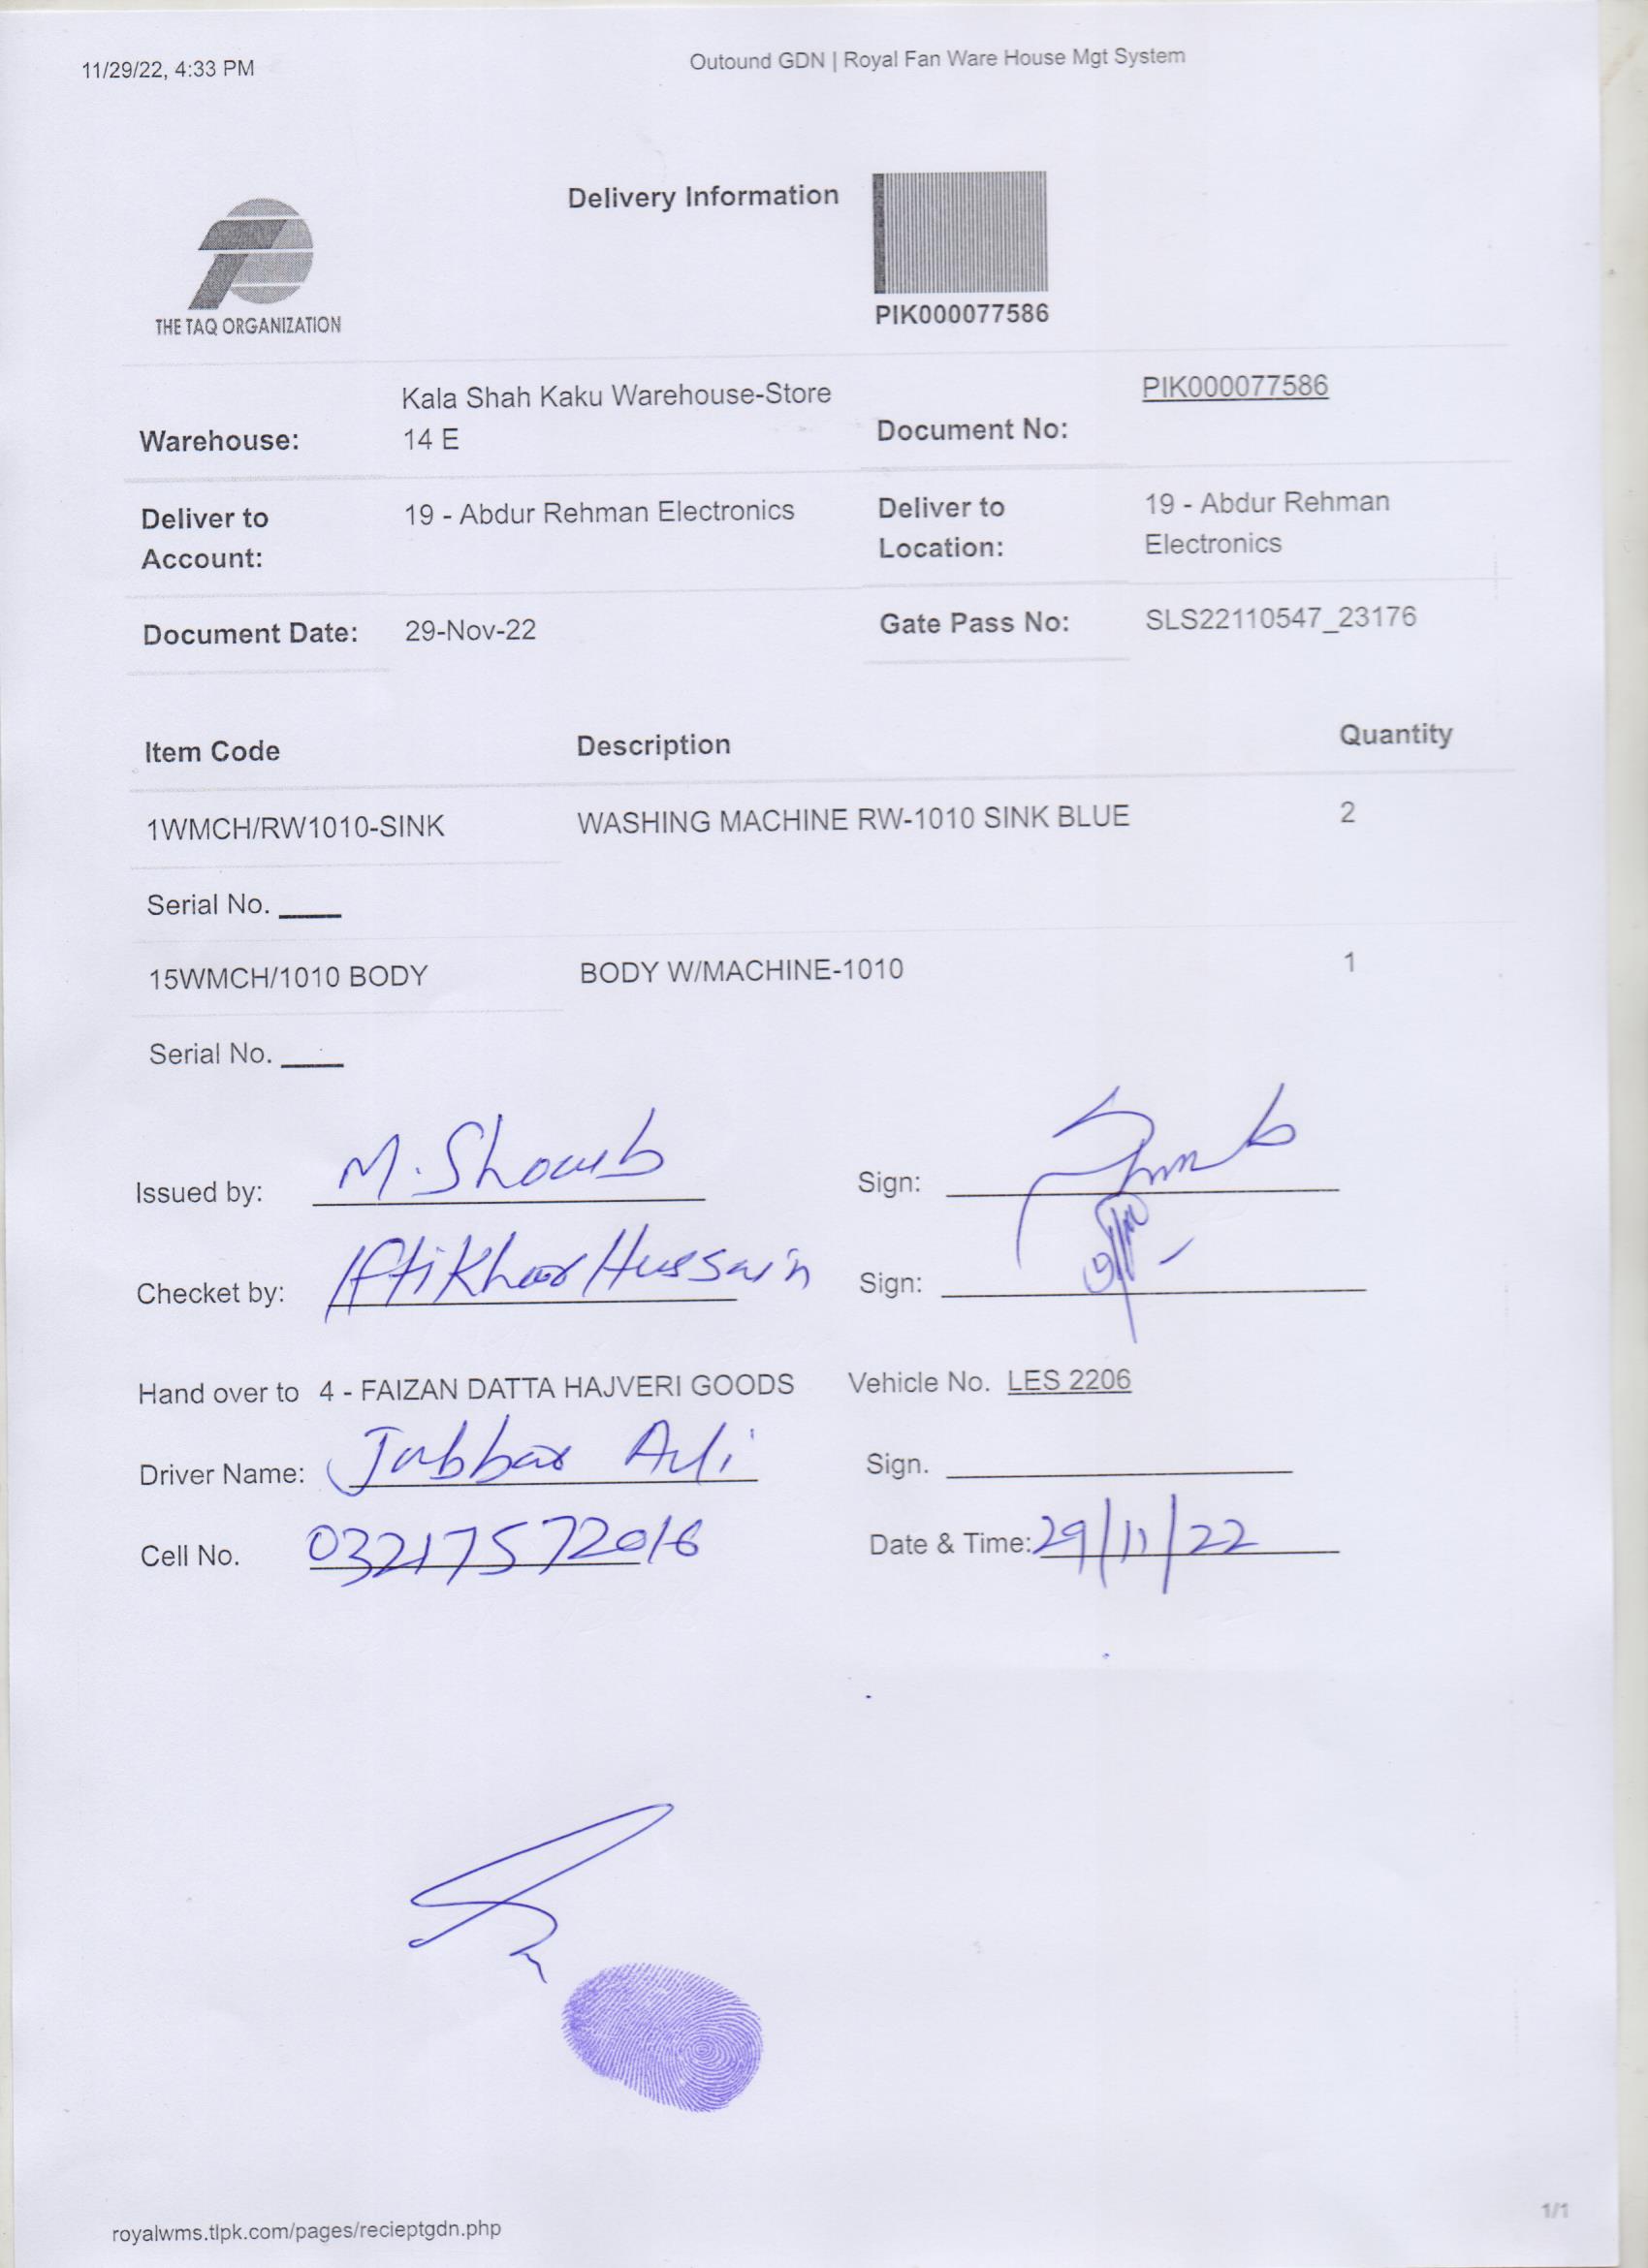 11/29/22, 4:33 PM
Outound GDN | Royal Fan Ware House Mgt System
Delivery Information
THE TAQ ORGANIZATION
PIK000077586
Warehouse: Kala Shah Kaku Warehouse-Store
14 E
Document No: PIK000077586
Deliver to
Account: 19 - Abdur Rehman Electronics
Deliver to
Location: 19 - Abdur Rehman
Electronics
Document Date: 29-Nov-22 Gate Pass No: SLS22110547_23176
Item Code Description Quantity
1WMCH/RW1010-SINK WASHING MACHINE RW-1010 SINK BLUE 2
Serial No. ____
15WMCH/1010 BODY BODY W/MACHINE-1010 1
Serial No. ____
Issued by: M. Shoaib Sign:
Checket by: Iftikhar Hussain Sign:
Hand over to 4 - FAIZAN DATTA HAJVERI GOODS Vehicle No. LES 2206
Driver Name: Jabbar Ali Sign.
Cell No. 03217572016 Date & Time: 29/11/22
royalwms.tlpk.com/pages/recieptgdn.php
1/1